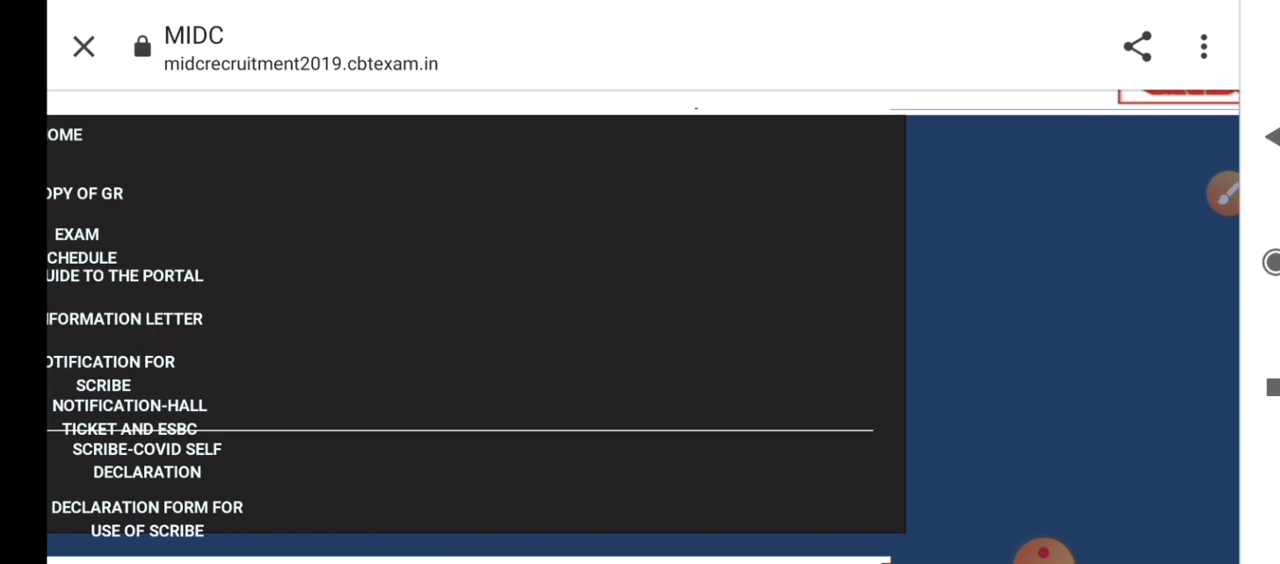 MIDC
midcrecruitment2019.cbtexam.in
OME
OPY OF GR
EXAM
CHEDULE
UIDE TO THE PORTAL
NFORMATION LETTER
OTIFICATION FOR
SCRIBE
NOTIFICATION-HALL
TICKET AND ESBC
SCRIBE-COVID SELF
DECLARATION
DECLARATION FORM FOR
USE OF SCRIBE